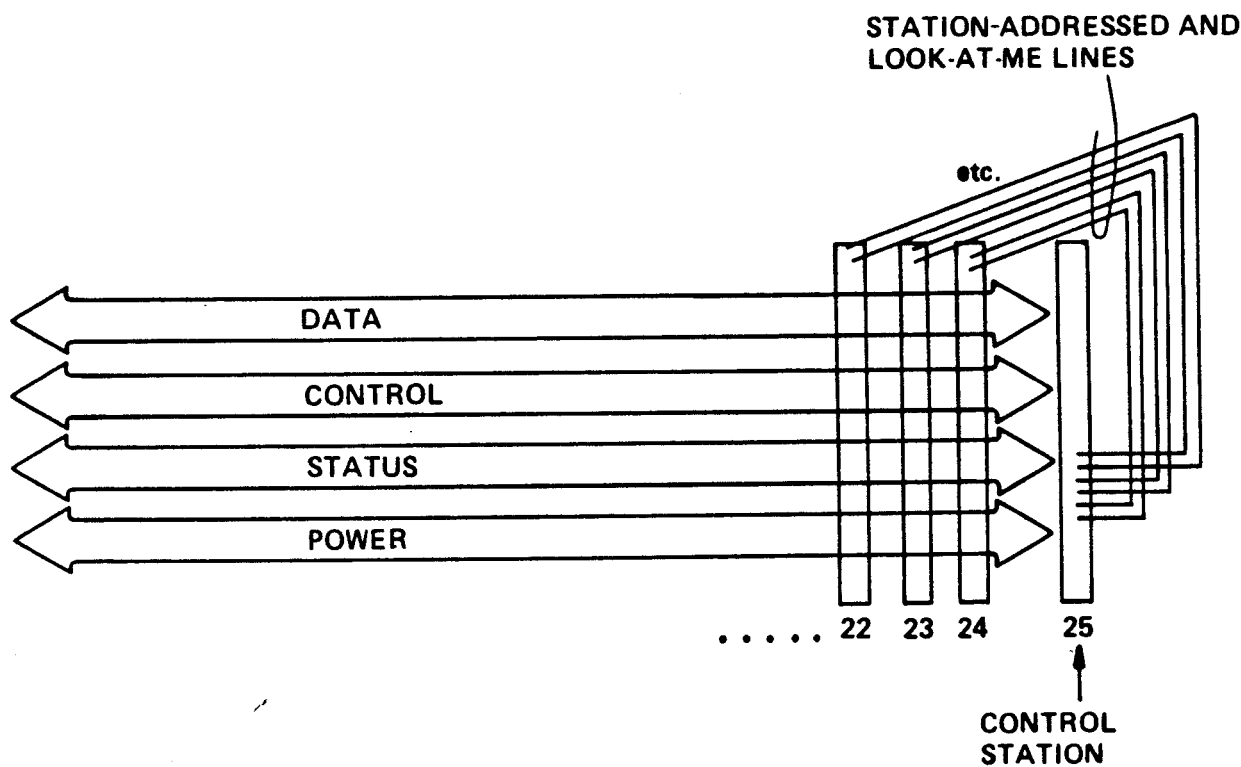 STATION-ADDRESSED AND
LOOK-AT-ME LINES
etc.
DATA
CONTROL
STATUS
POWER
..... 22 23 24 25
CONTROL
STATION